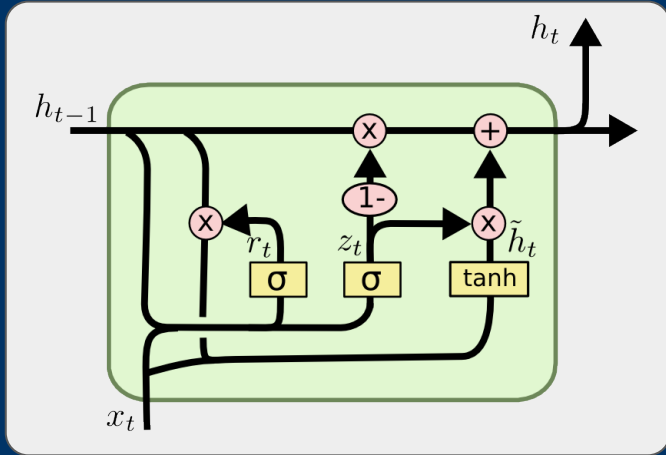 h_t
h_{t-1}
x +
1-
x r_t z_t x h̃_t
σ σ tanh
x_t